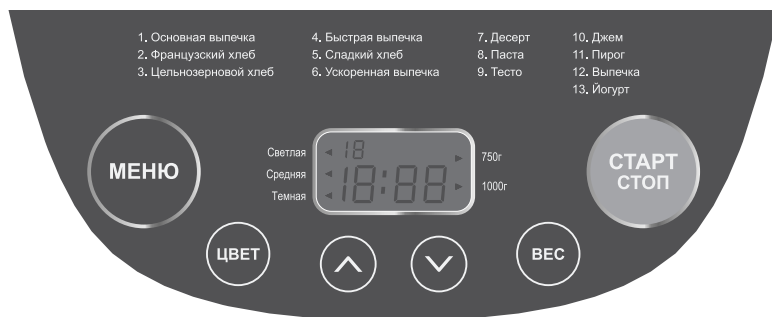 1. Основная выпечка
2. Французский хлеб
3. Цельнозерновой хлеб
4. Быстрая выпечка
5. Сладкий хлеб
6. Ускоренная выпечка
7. Десерт
8. Паста
9. Тесто
10. Джем
11. Пирог
12. Выпечка
13. Йогурт
МЕНЮ
Светлая
Средняя
Темная
18
18:88
750г
1000г
СТАРТ
СТОП
ЦВЕТ
ВЕС